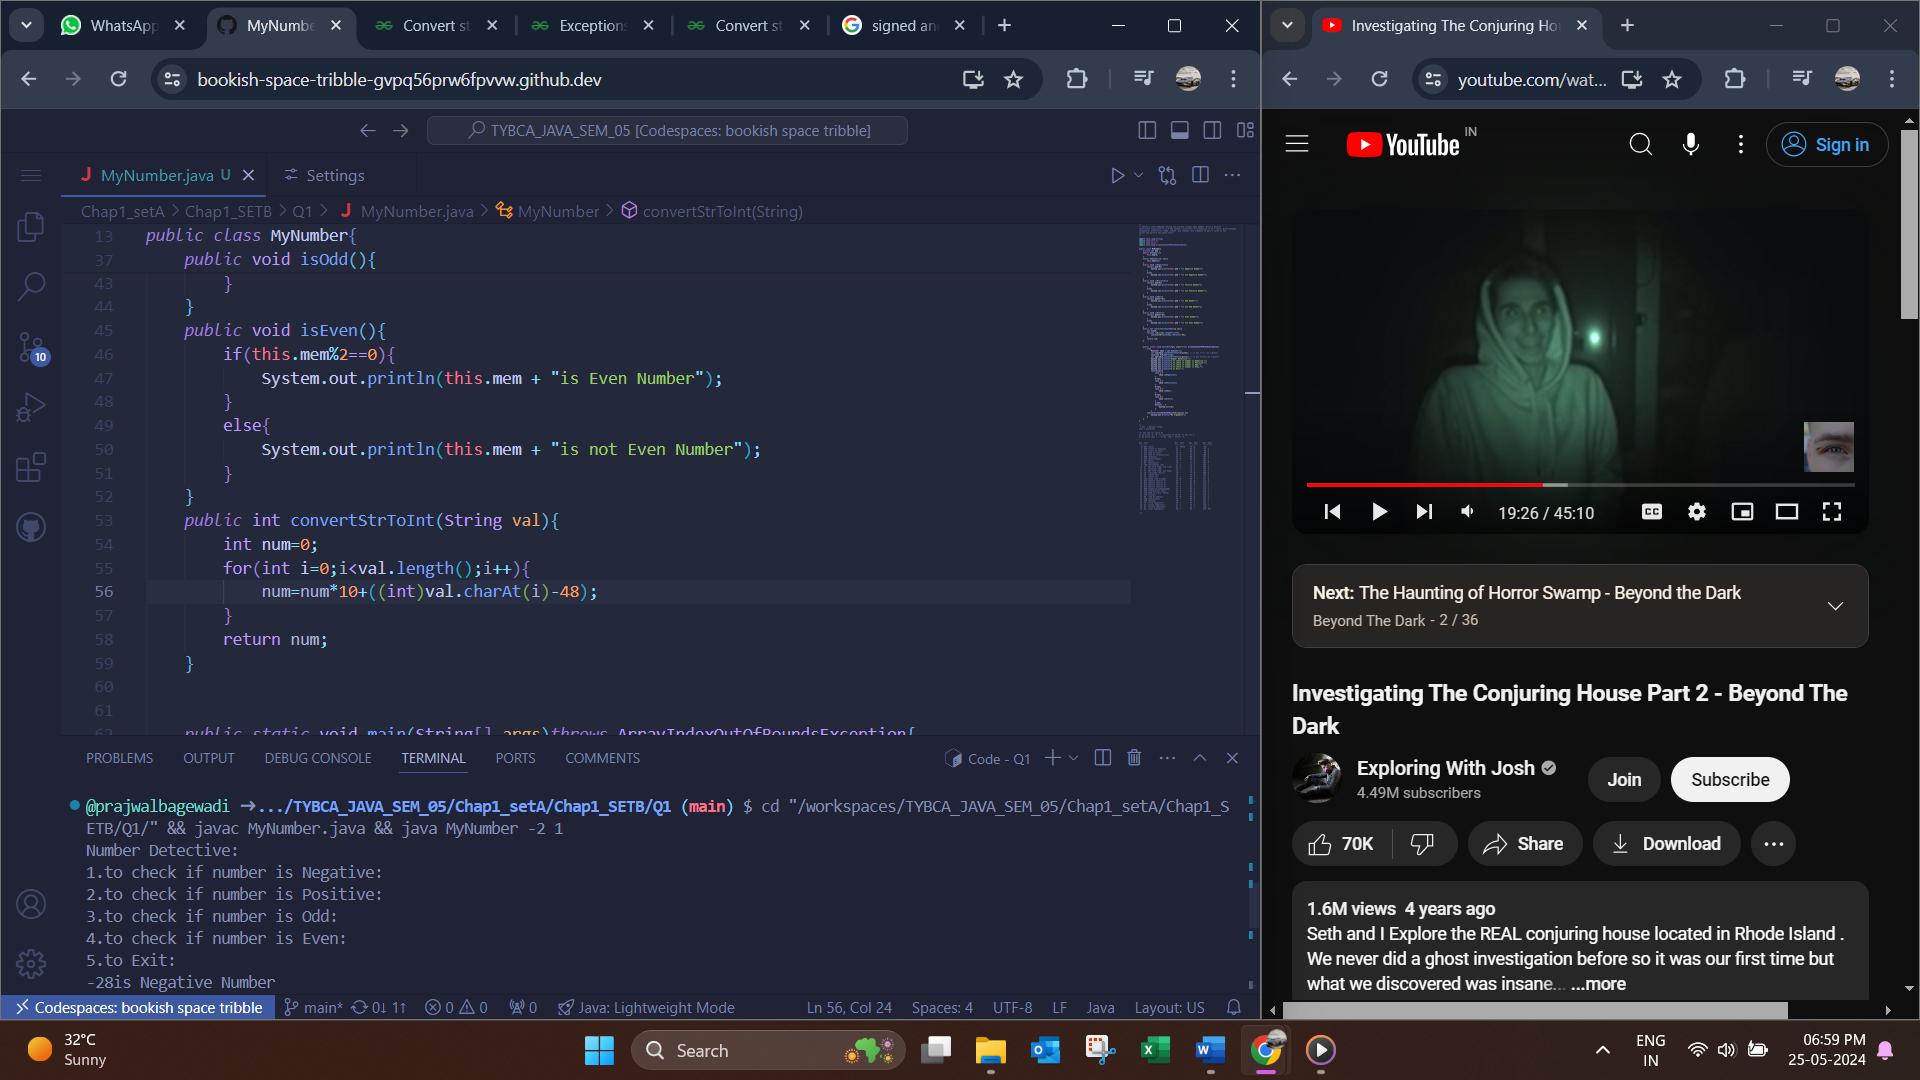 WhatsApp
MyNumbe
Convert st
Exceptions
Convert st
signed an
bookish-space-tribble-gvpq56prw6fpvvw.github.dev
TYBCA_JAVA_SEM_05 [Codespaces: bookish space tribble]
J MyNumber.java U
Settings
Chap1_setA > Chap1_SETB > Q1 > J MyNumber.java > MyNumber > convertStrToInt(String)
13 public class MyNumber{
37 public void isOdd(){
43 }
44 }
45 public void isEven(){
46 if(this.mem%2==0){
47 System.out.println(this.mem + "is Even Number");
48 }
49 else{
50 System.out.println(this.mem + "is not Even Number");
51 }
52 }
53 public int convertStrToInt(String val){
54 int num=0;
55 for(int i=0;i<val.length();i++){
56 num=num*10+((int)val.charAt(i)-48);
57 }
58 return num;
59 }
60
61
62 public static void main(String[] args)throws ArrayIndexOutOfBoundsException{
PROBLEMS OUTPUT DEBUG CONSOLE TERMINAL PORTS COMMENTS
Code - Q1
@prajwalbagewadi →.../TYBCA_JAVA_SEM_05/Chap1_setA/Chap1_SETB/Q1 (main) $ cd "/workspaces/TYBCA_JAVA_SEM_05/Chap1_setA/Chap1_S
ETB/Q1/" && javac MyNumber.java && java MyNumber -2 1
Number Detective:
1.to check if number is Negative:
2.to check if number is Positive:
3.to check if number is Odd:
4.to check if number is Even:
5.to Exit:
-28is Negative Number
10
Codespaces: bookish space tribble
main* 0↓ 1↑ 0 0 0 Java: Lightweight Mode
Ln 56, Col 24 Spaces: 4 UTF-8 LF Java Layout: US
Investigating The Conjuring Ho
youtube.com/wat...
YouTube IN
Sign in
19:26 / 45:10
CC
Next: The Haunting of Horror Swamp - Beyond the Dark
Beyond The Dark - 2 / 36
Investigating The Conjuring House Part 2 - Beyond The
Dark
Exploring With Josh
4.49M subscribers
Join
Subscribe
70K
Share
Download
1.6M views 4 years ago
Seth and I Explore the REAL conjuring house located in Rhode Island .
We never did a ghost investigation before so it was our first time but
what we discovered was insane... ...more
32°C
Sunny
Search
ENG
IN
06:59 PM
25-05-2024